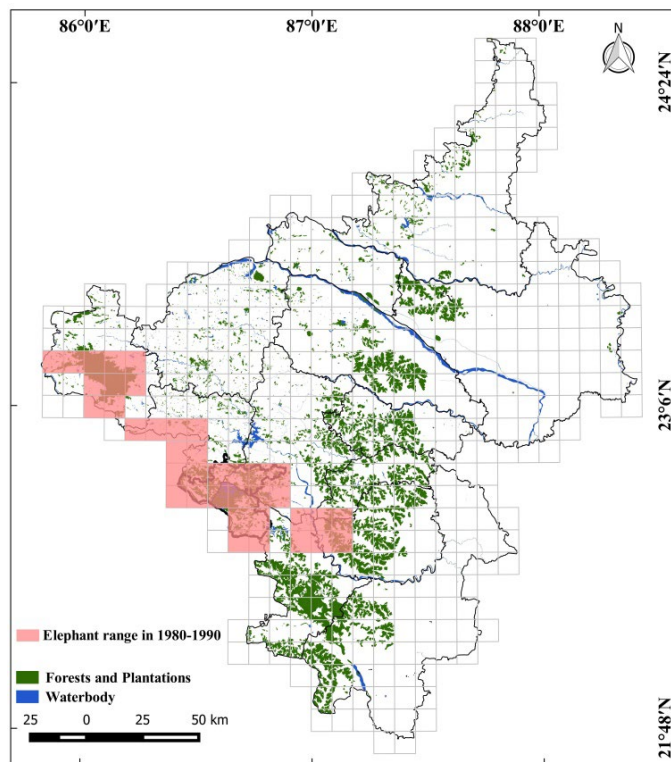 86°0'E 87°0'E 88°0'E
N
24°24'N
23°6'N
21°48'N
Elephant range in 1980-1990
Forests and Plantations
Waterbody
25 0 25 50 km